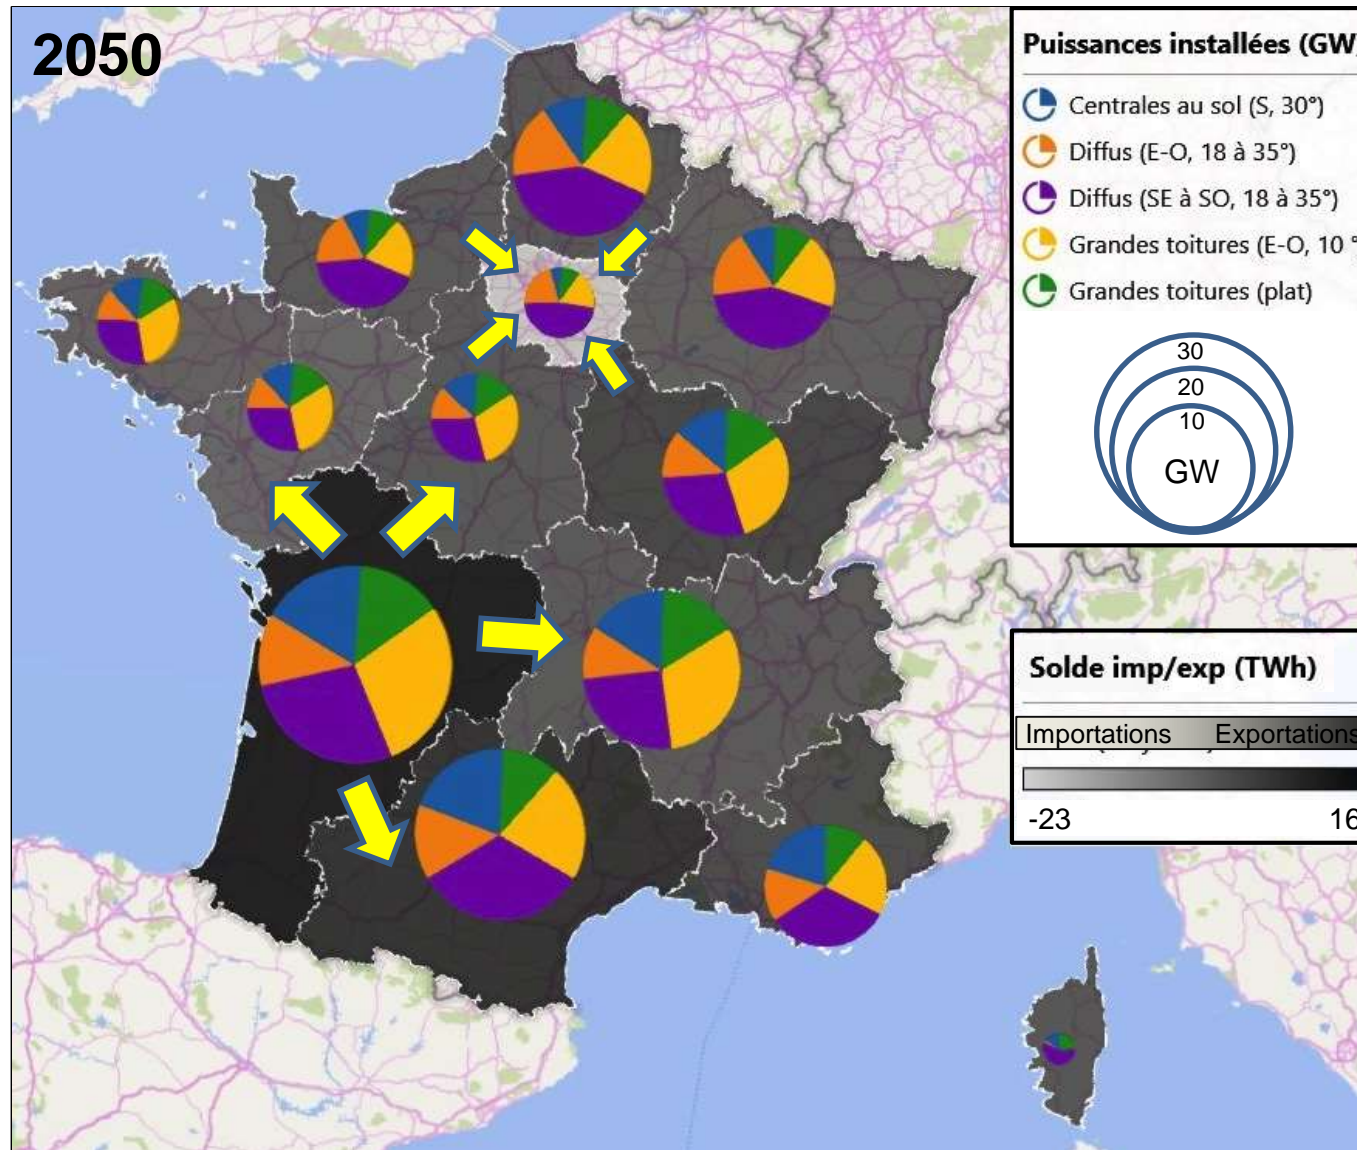 2050
Puissances installées (GW)
Centrales au sol (S, 30°)
Diffus (E-O, 18 à 35°)
Diffus (SE à SO, 18 à 35°)
Grandes toitures (E-O, 10 °
Grandes toitures (plat)
30
20
10
GW
Solde imp/exp (TWh)
Importations Exportations
-23 16